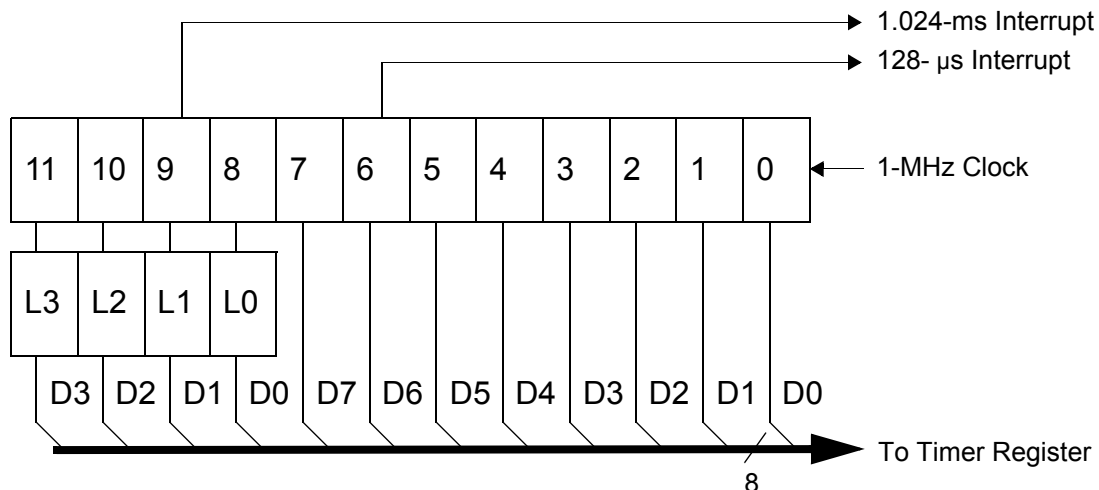 1.024-ms Interrupt
128- µs Interrupt
11 10 9 8 7 6 5 4 3 2 1 0
1-MHz Clock
L3 L2 L1 L0
D3 D2 D1 D0 D7 D6 D5 D4 D3 D2 D1 D0
To Timer Register
8